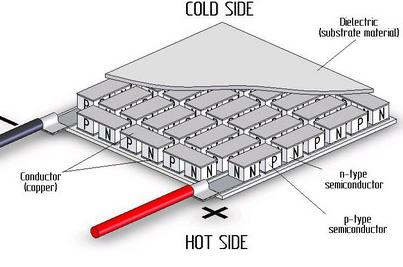 COLD SIDE
Dielectric
(substrate material)
P
P N P N P N N N N P N P N P N
Conductor
(copper)
n-type
semiconductor
p-type
semiconductor
HOT SIDE